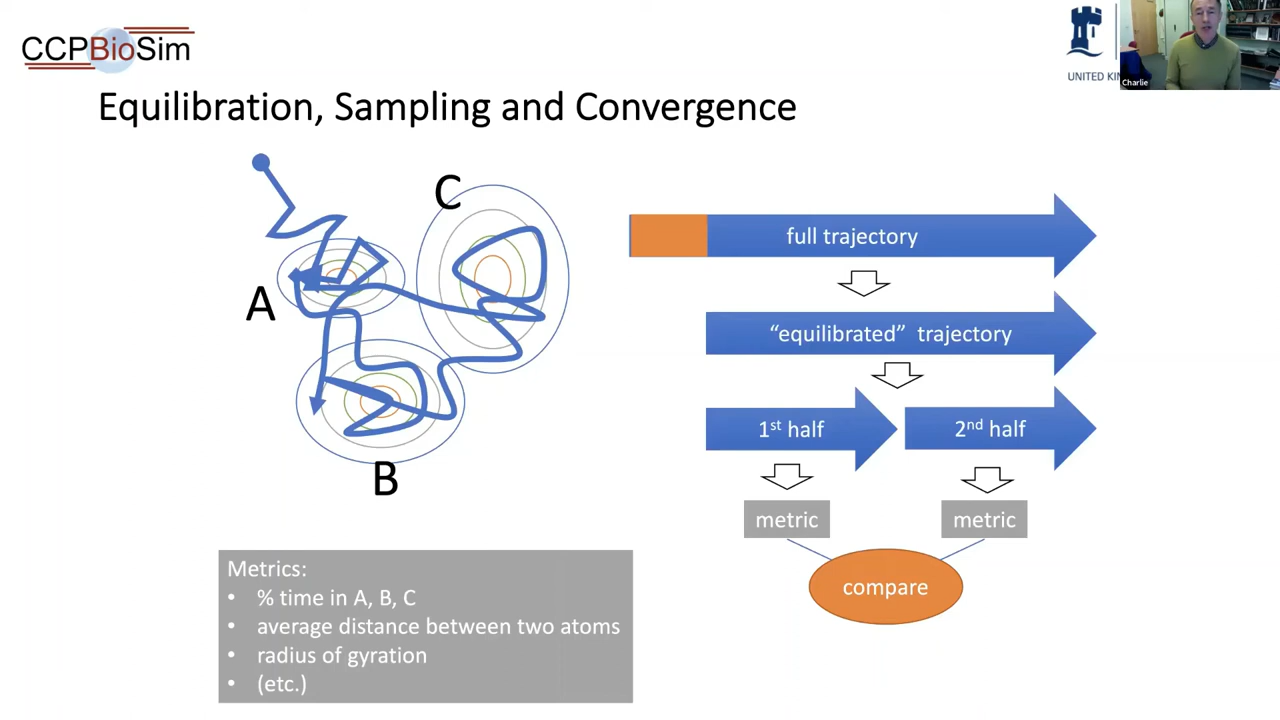 CCPBioSim
UNITED KIN
Charlie
Equilibration, Sampling and Convergence
C
A
B
full trajectory
“equilibrated” trajectory
1st half
2nd half
metric
metric
compare
Metrics:
• % time in A, B, C
• average distance between two atoms
• radius of gyration
• (etc.)